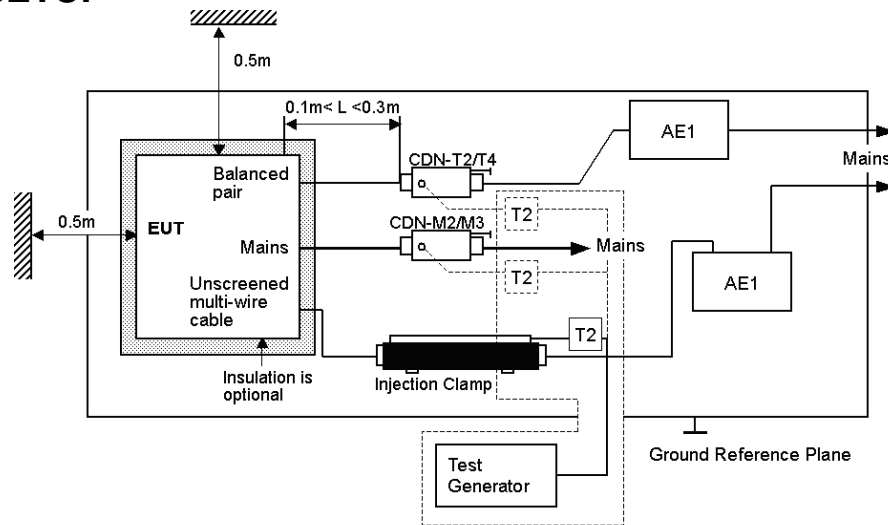 0.5m
0.1m< L <0.3m
AE1
CDN-T2/T4
Mains
Balanced
pair
T2
0.5m
EUT
CDN-M2/M3
Mains
Mains
T2
AE1
Unscreened
multi-wire
cable
T2
Insulation is
optional
Injection Clamp
Test
Generator
Ground Reference Plane